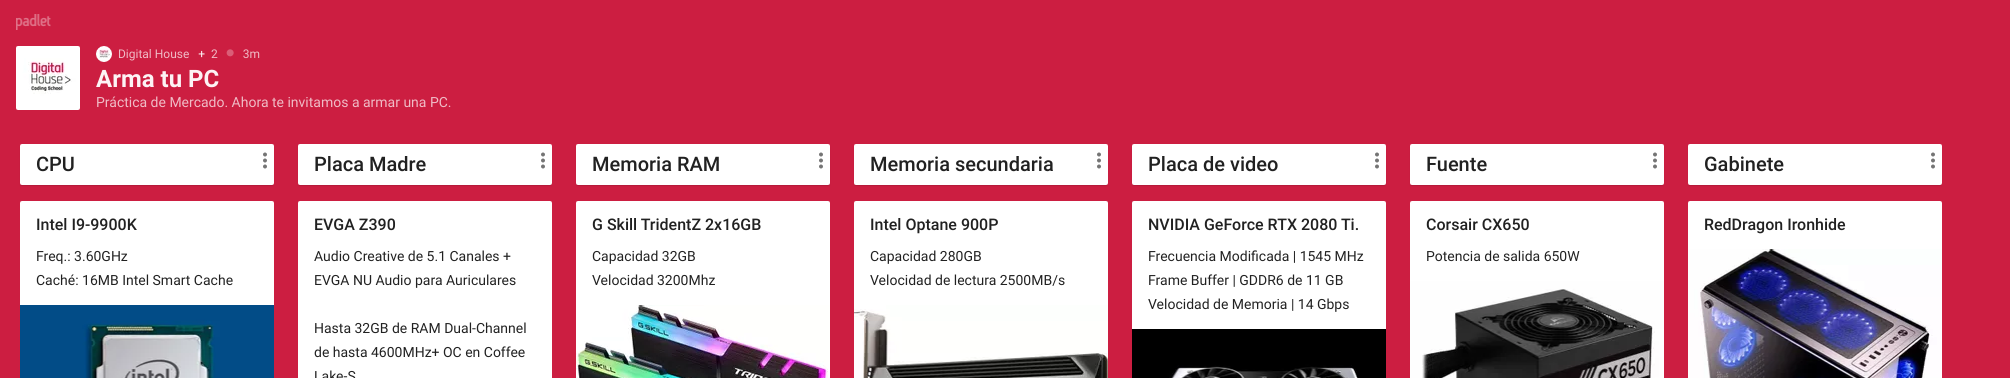 padlet
Digital
House>
Coding School
Digital House + 2 3m
Arma tu PC
Práctica de Mercado. Ahora te invitamos a armar una PC.
CPU
Intel I9-9900K
Freq.: 3.60GHz
Caché: 16MB Intel Smart Cache
intel
Placa Madre
EVGA Z390
Audio Creative de 5.1 Canales +
EVGA NU Audio para Auriculares
Hasta 32GB de RAM Dual-Channel
de hasta 4600MHz+ OC en Coffee
Lake-S
Memoria RAM
G Skill TridentZ 2x16GB
Capacidad 32GB
Velocidad 3200Mhz
G.SKILL
G.SKILL
TRID
Memoria secundaria
Intel Optane 900P
Capacidad 280GB
Velocidad de lectura 2500MB/s
Placa de video
NVIDIA GeForce RTX 2080 Ti.
Frecuencia Modificada | 1545 MHz
Frame Buffer | GDDR6 de 11 GB
Velocidad de Memoria | 14 Gbps
Fuente
Corsair CX650
Potencia de salida 650W
CX650
Gabinete
RedDragon Ironhide